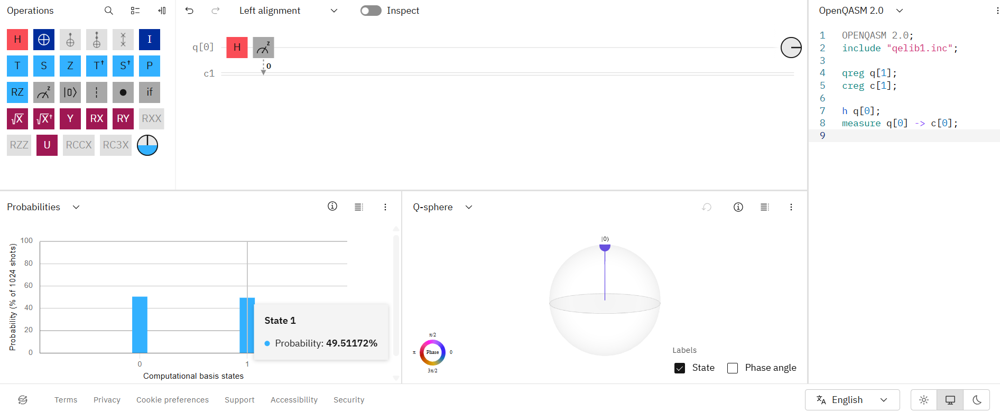 Operations
Left alignment
Inspect
OpenQASM 2.0
H
I
T S Z T† S† P
RZ z |0⟩ if
√X √X† Y RX RY RXX
RZZ U RCCX RC3X
q[0] H z
0
c1
1 OPENQASM 2.0;
2 include "qelib1.inc";
3
4 qreg q[1];
5 creg c[1];
6
7 h q[0];
8 measure q[0] -> c[0];
9
Probabilities
Probability (% of 1024 shots)
100
80
60
40
20
0
0 1
Computational basis states
State 1
Probability: 49.51172%
Q-sphere
|0⟩
π/2
π Phase 0
3π/2
Labels
State Phase angle
Terms Privacy Cookie preferences Support Accessibility Security
English